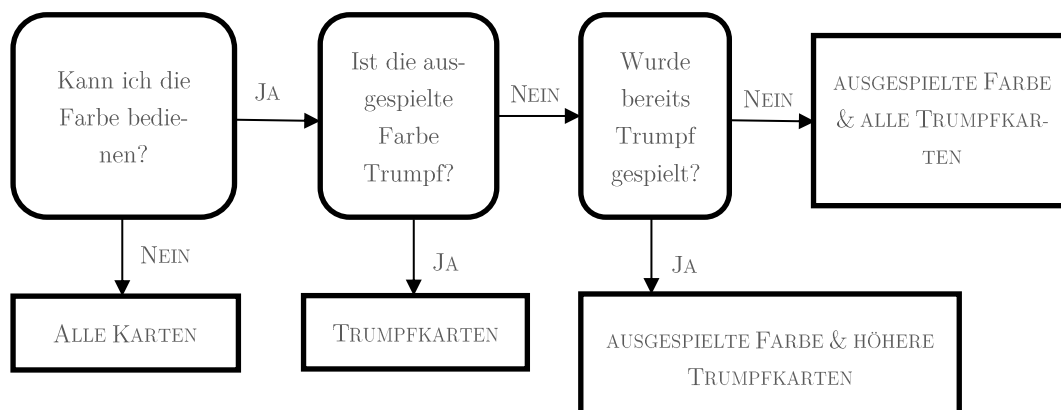 Kann ich die
Farbe bedie-
nen?
Ja
Ist die aus-
gespielte
Farbe
Trumpf?
Nein
Wurde
bereits
Trumpf
gespielt?
Nein
ausgespielte Farbe
& alle Trumpfkar-
ten
Nein
Alle Karten
Ja
Trumpfkarten
Ja
ausgespielte Farbe & höhere
Trumpfkarten